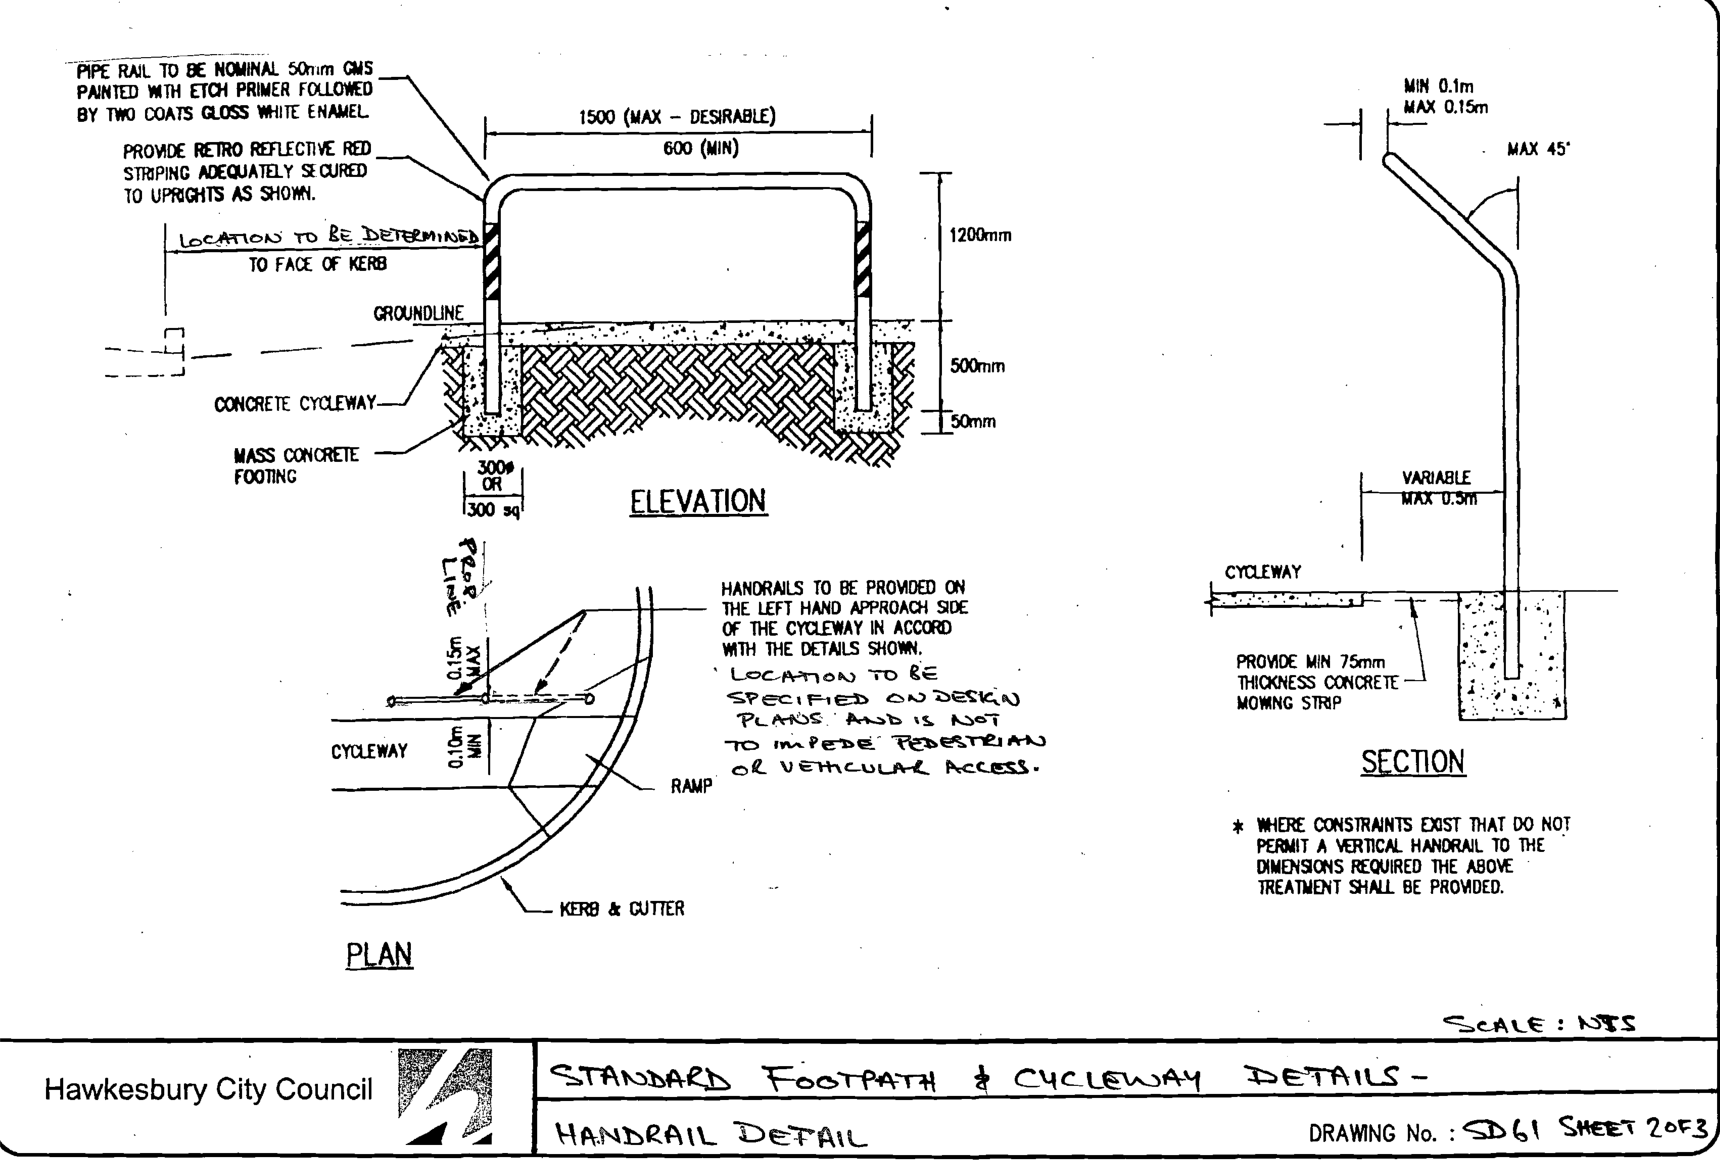 PIPE RAIL TO BE NOMINAL 50mm GMS
PAINTED WITH ETCH PRIMER FOLLOWED
BY TWO COATS GLOSS WHITE ENAMEL
PROVIDE RETRO REFLECTIVE RED
STRIPING ADEQUATELY SECURED
TO UPRIGHTS AS SHOWN.
LOCATION TO BE DETERMINED
TO FACE OF KERB
GROUNDLINE
CONCRETE CYCLEWAY
MASS CONCRETE
FOOTING
1500 (MAX - DESIRABLE)
600 (MIN)
1200mm
500mm
50mm
300ø
OR
300 sq
ELEVATION
PROP
LINE
0.15m
MAX
0.10m
MIN
CYCLEWAY
HANDRAILS TO BE PROVIDED ON
THE LEFT HAND APPROACH SIDE
OF THE CYCLEWAY IN ACCORD
WITH THE DETAILS SHOWN.
LOCATION TO BE
SPECIFIED ON DESIGN
PLANS. AND IS NOT
TO IMPEDE PEDESTRIAN
OR VEHICULAR ACCESS.
RAMP
KERB & GUTTER
PLAN
MIN 0.1m
MAX 0.15m
MAX 45°
VARIABLE
MAX 0.5m
CYCLEWAY
PROVIDE MIN 75mm
THICKNESS CONCRETE
MOWING STRIP
SECTION
* WHERE CONSTRAINTS EXIST THAT DO NOT
PERMIT A VERTICAL HANDRAIL TO THE
DIMENSIONS REQUIRED THE ABOVE
TREATMENT SHALL BE PROVIDED.
SCALE: NTS
Hawkesbury City Council
STANDARD FOOTPATH & CYCLEWAY DETAILS -
HANDRAIL DETAIL
DRAWING No. : SD61 SHEET 2 OF 3